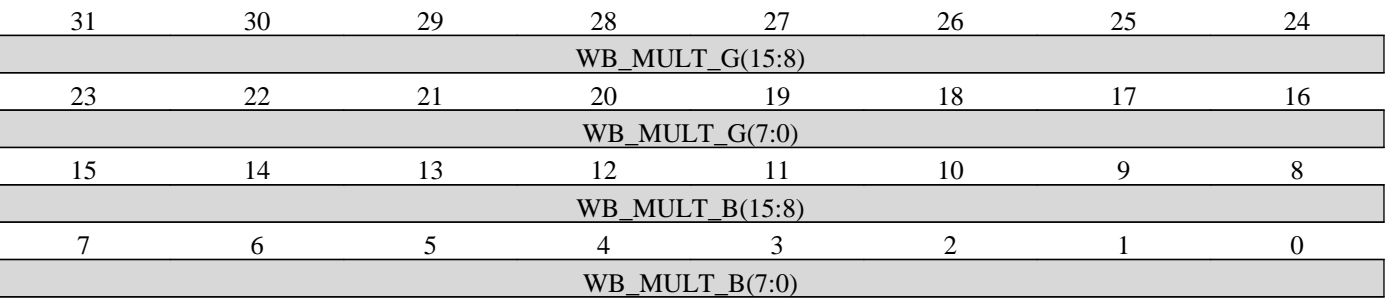 31 30 29 28 27 26 25 24
WB_MULT_G(15:8)
23 22 21 20 19 18 17 16
WB_MULT_G(7:0)
15 14 13 12 11 10 9 8
WB_MULT_B(15:8)
7 6 5 4 3 2 1 0
WB_MULT_B(7:0)